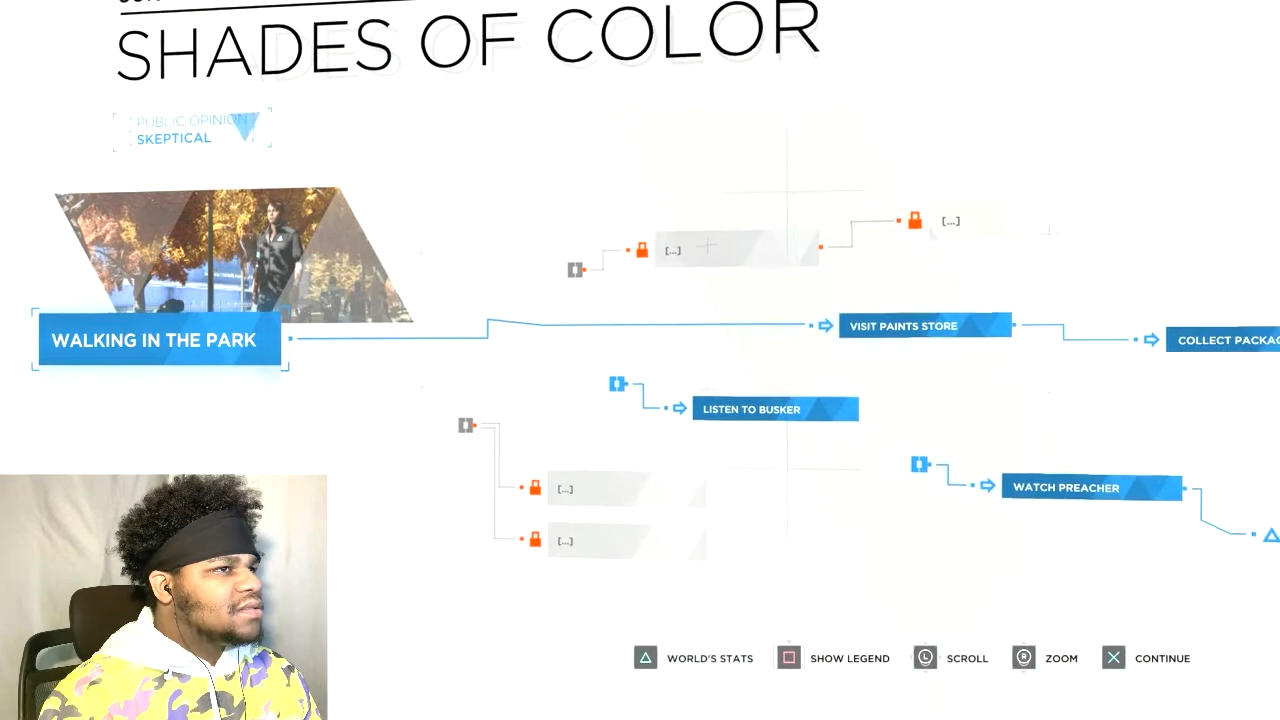 SHADES OF COLOR
PUBLIC OPINION
SKEPTICAL
[...]
[...]
VISIT PAINTS STORE
WALKING IN THE PARK
COLLECT
LISTEN TO BUSKER
[...]
WATCH PREACHER
[...]
WORLD'S STATS
SHOW LEGEND
L SCROLL
R ZOOM
CONTINUE